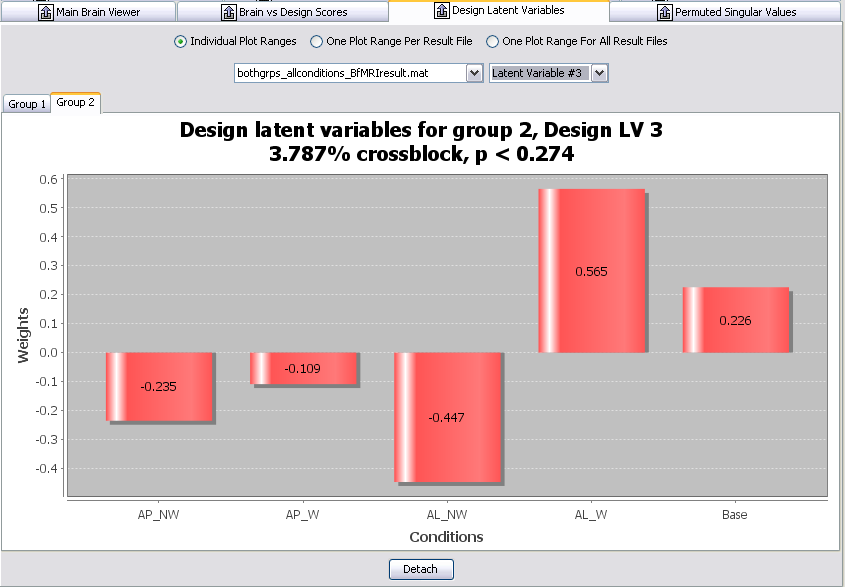 Main Brain Viewer Brain vs Design Scores Design Latent Variables Permuted Singular Values
Individual Plot Ranges One Plot Range Per Result File One Plot Range For All Result Files
bothgrps_allconditions_BfMRIresult.mat Latent Variable #3
Group 1 Group 2
Design latent variables for group 2, Design LV 3
3.787% crossblock, p < 0.274
Weights
0.6
0.5
0.4
0.3
0.2
0.1
0.0
-0.1
-0.2
-0.3
-0.4
-0.235
-0.109
-0.447
0.565
0.226
AP_NW AP_W AL_NW AL_W Base
Conditions
Detach